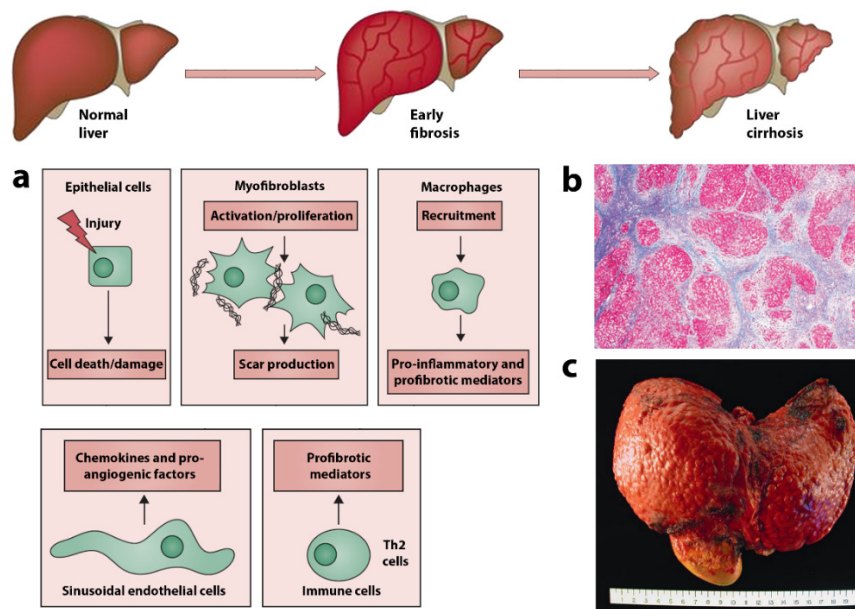 Normal
liver
Early
fibrosis
Liver
cirrhosis
a
Epithelial cells
Injury
Cell death/damage
Myofibroblasts
Activation/proliferation
Scar production
Macrophages
Recruitment
Pro-inflammatory and
profibrotic mediators
b
c
Chemokines and pro-
angiogenic factors
Sinusoidal endothelial cells
Profibrotic
mediators
Th2
cells
Immune cells